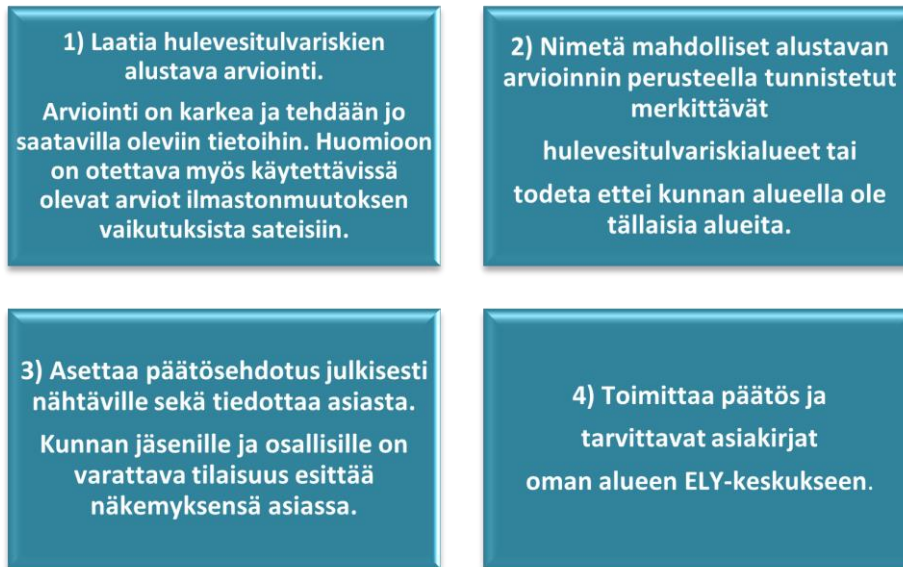 1) Laatia hulevesitulvariskien
alustava arviointi.
Arviointi on karkea ja tehdään jo
saatavilla oleviin tietoihin. Huomioon
on otettava myös käytettävissä
olevat arviot ilmastonmuutoksen
vaikutuksista sateisiin.
2) Nimetä mahdolliset alustavan
arvioinnin perusteella tunnistetut
merkittävät
hulevesitulvariskialueet tai
todeta ettei kunnan alueella ole
tällaisia alueita.
3) Asettaa päätösehdotus julkisesti
nähtäville sekä tiedottaa asiasta.
Kunnan jäsenille ja osallisille on
varattava tilaisuus esittää
näkemyksensä asiassa.
4) Toimittaa päätös ja
tarvittavat asiakirjat
oman alueen ELY-keskukseen.